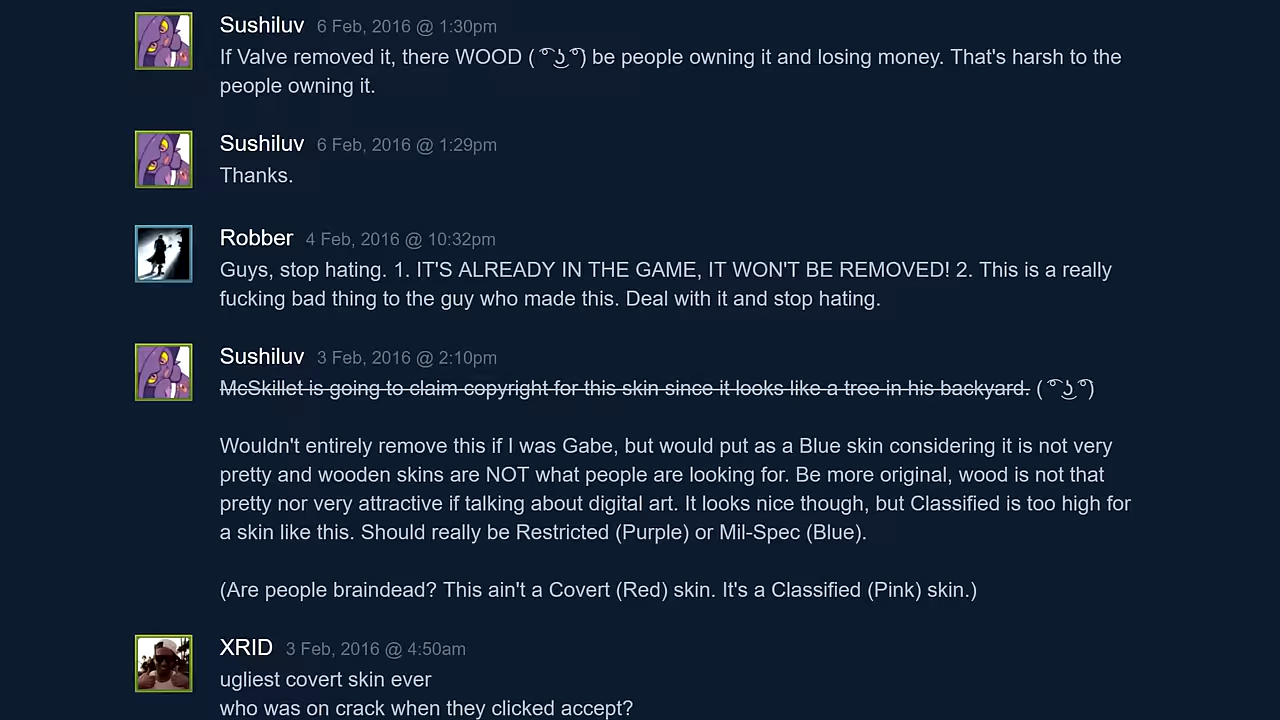 Sushiluv 6 Feb, 2016 @ 1:30pm
If Valve removed it, there WOOD ( ͡° ͜ʖ ͡°) be people owning it and losing money. That's harsh to the
people owning it.
Sushiluv 6 Feb, 2016 @ 1:29pm
Thanks.
Robber 4 Feb, 2016 @ 10:32pm
Guys, stop hating. 1. IT'S ALREADY IN THE GAME, IT WON'T BE REMOVED! 2. This is a really
fucking bad thing to the guy who made this. Deal with it and stop hating.
Sushiluv 3 Feb, 2016 @ 2:10pm
McSkillet is going to claim copyright for this skin since it looks like a tree in his backyard. ( ͡° ͜ʖ ͡°)
Wouldn't entirely remove this if I was Gabe, but would put as a Blue skin considering it is not very
pretty and wooden skins are NOT what people are looking for. Be more original, wood is not that
pretty nor very attractive if talking about digital art. It looks nice though, but Classified is too high for
a skin like this. Should really be Restricted (Purple) or Mil-Spec (Blue).
(Are people braindead? This ain't a Covert (Red) skin. It's a Classified (Pink) skin.)
XRID 3 Feb, 2016 @ 4:50am
ugliest covert skin ever
who was on crack when they clicked accept?